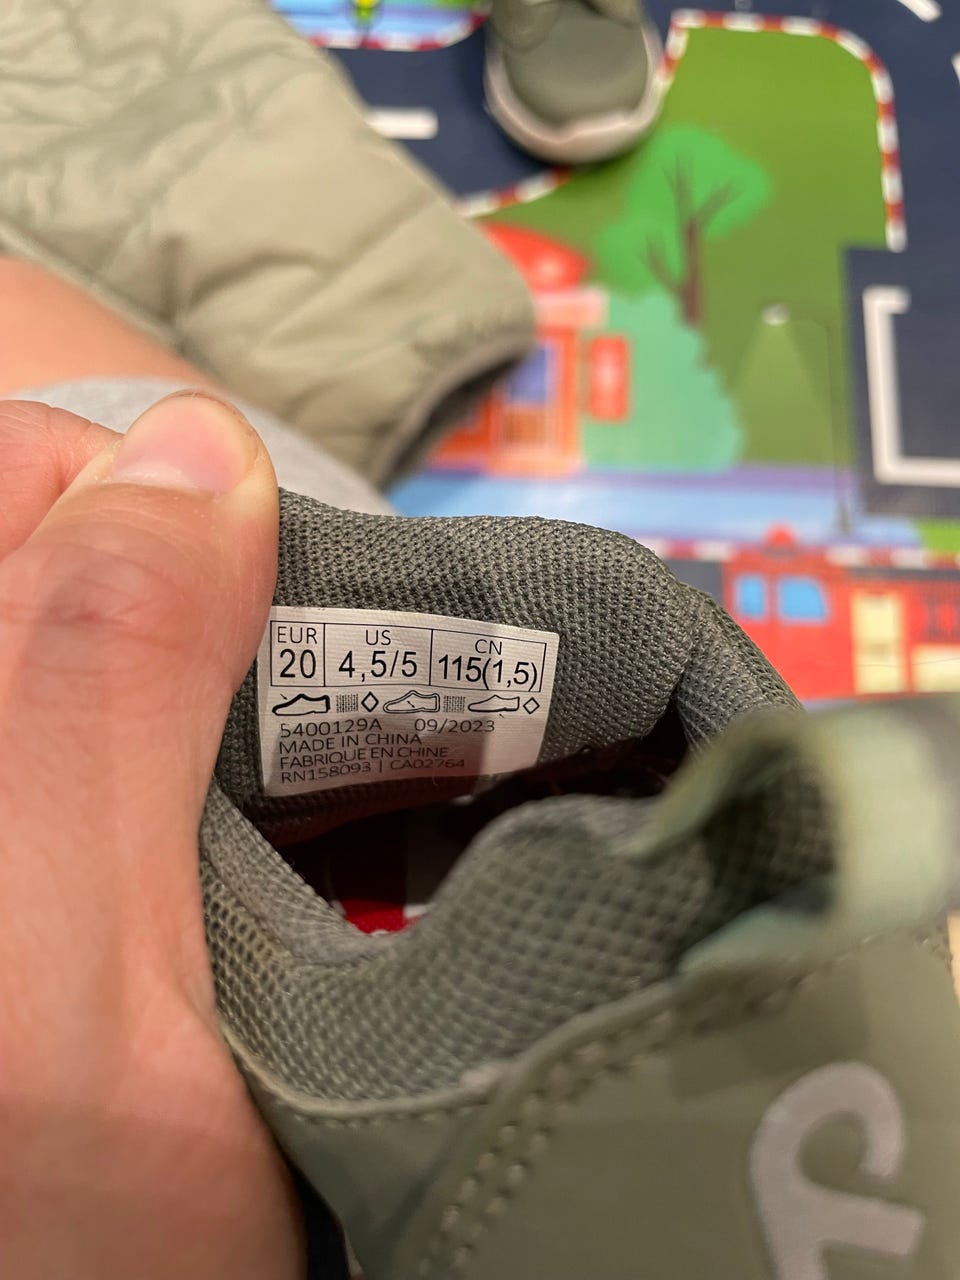 EUR US CN
20 4,5/5 115(1,5)
5400129A 09/2023
MADE IN CHINA
FABRIQUE EN CHINE
RN158093 | CA02764